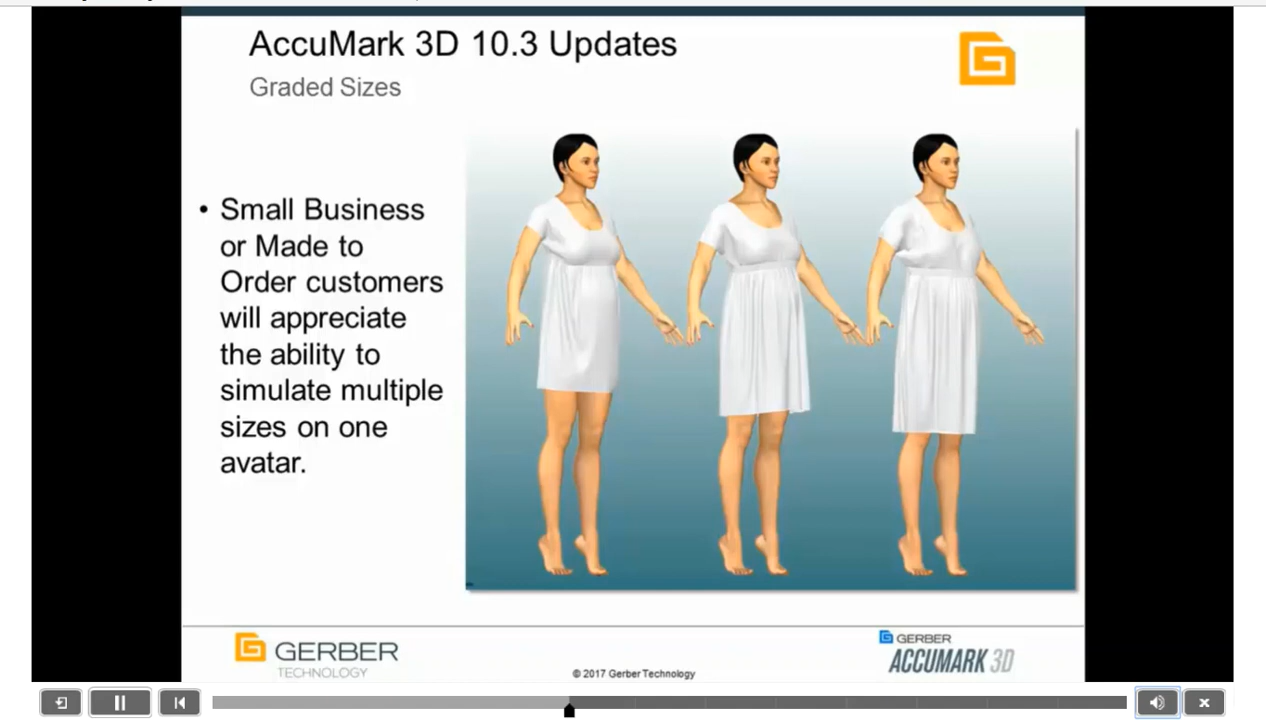 AccuMark 3D 10.3 Updates
Graded Sizes
• Small Business
or Made to
Order customers
will appreciate
the ability to
simulate multiple
sizes on one
avatar.
GERBER
TECHNOLOGY
© 2017 Gerber Technology
GERBER
ACCUMARK 3D